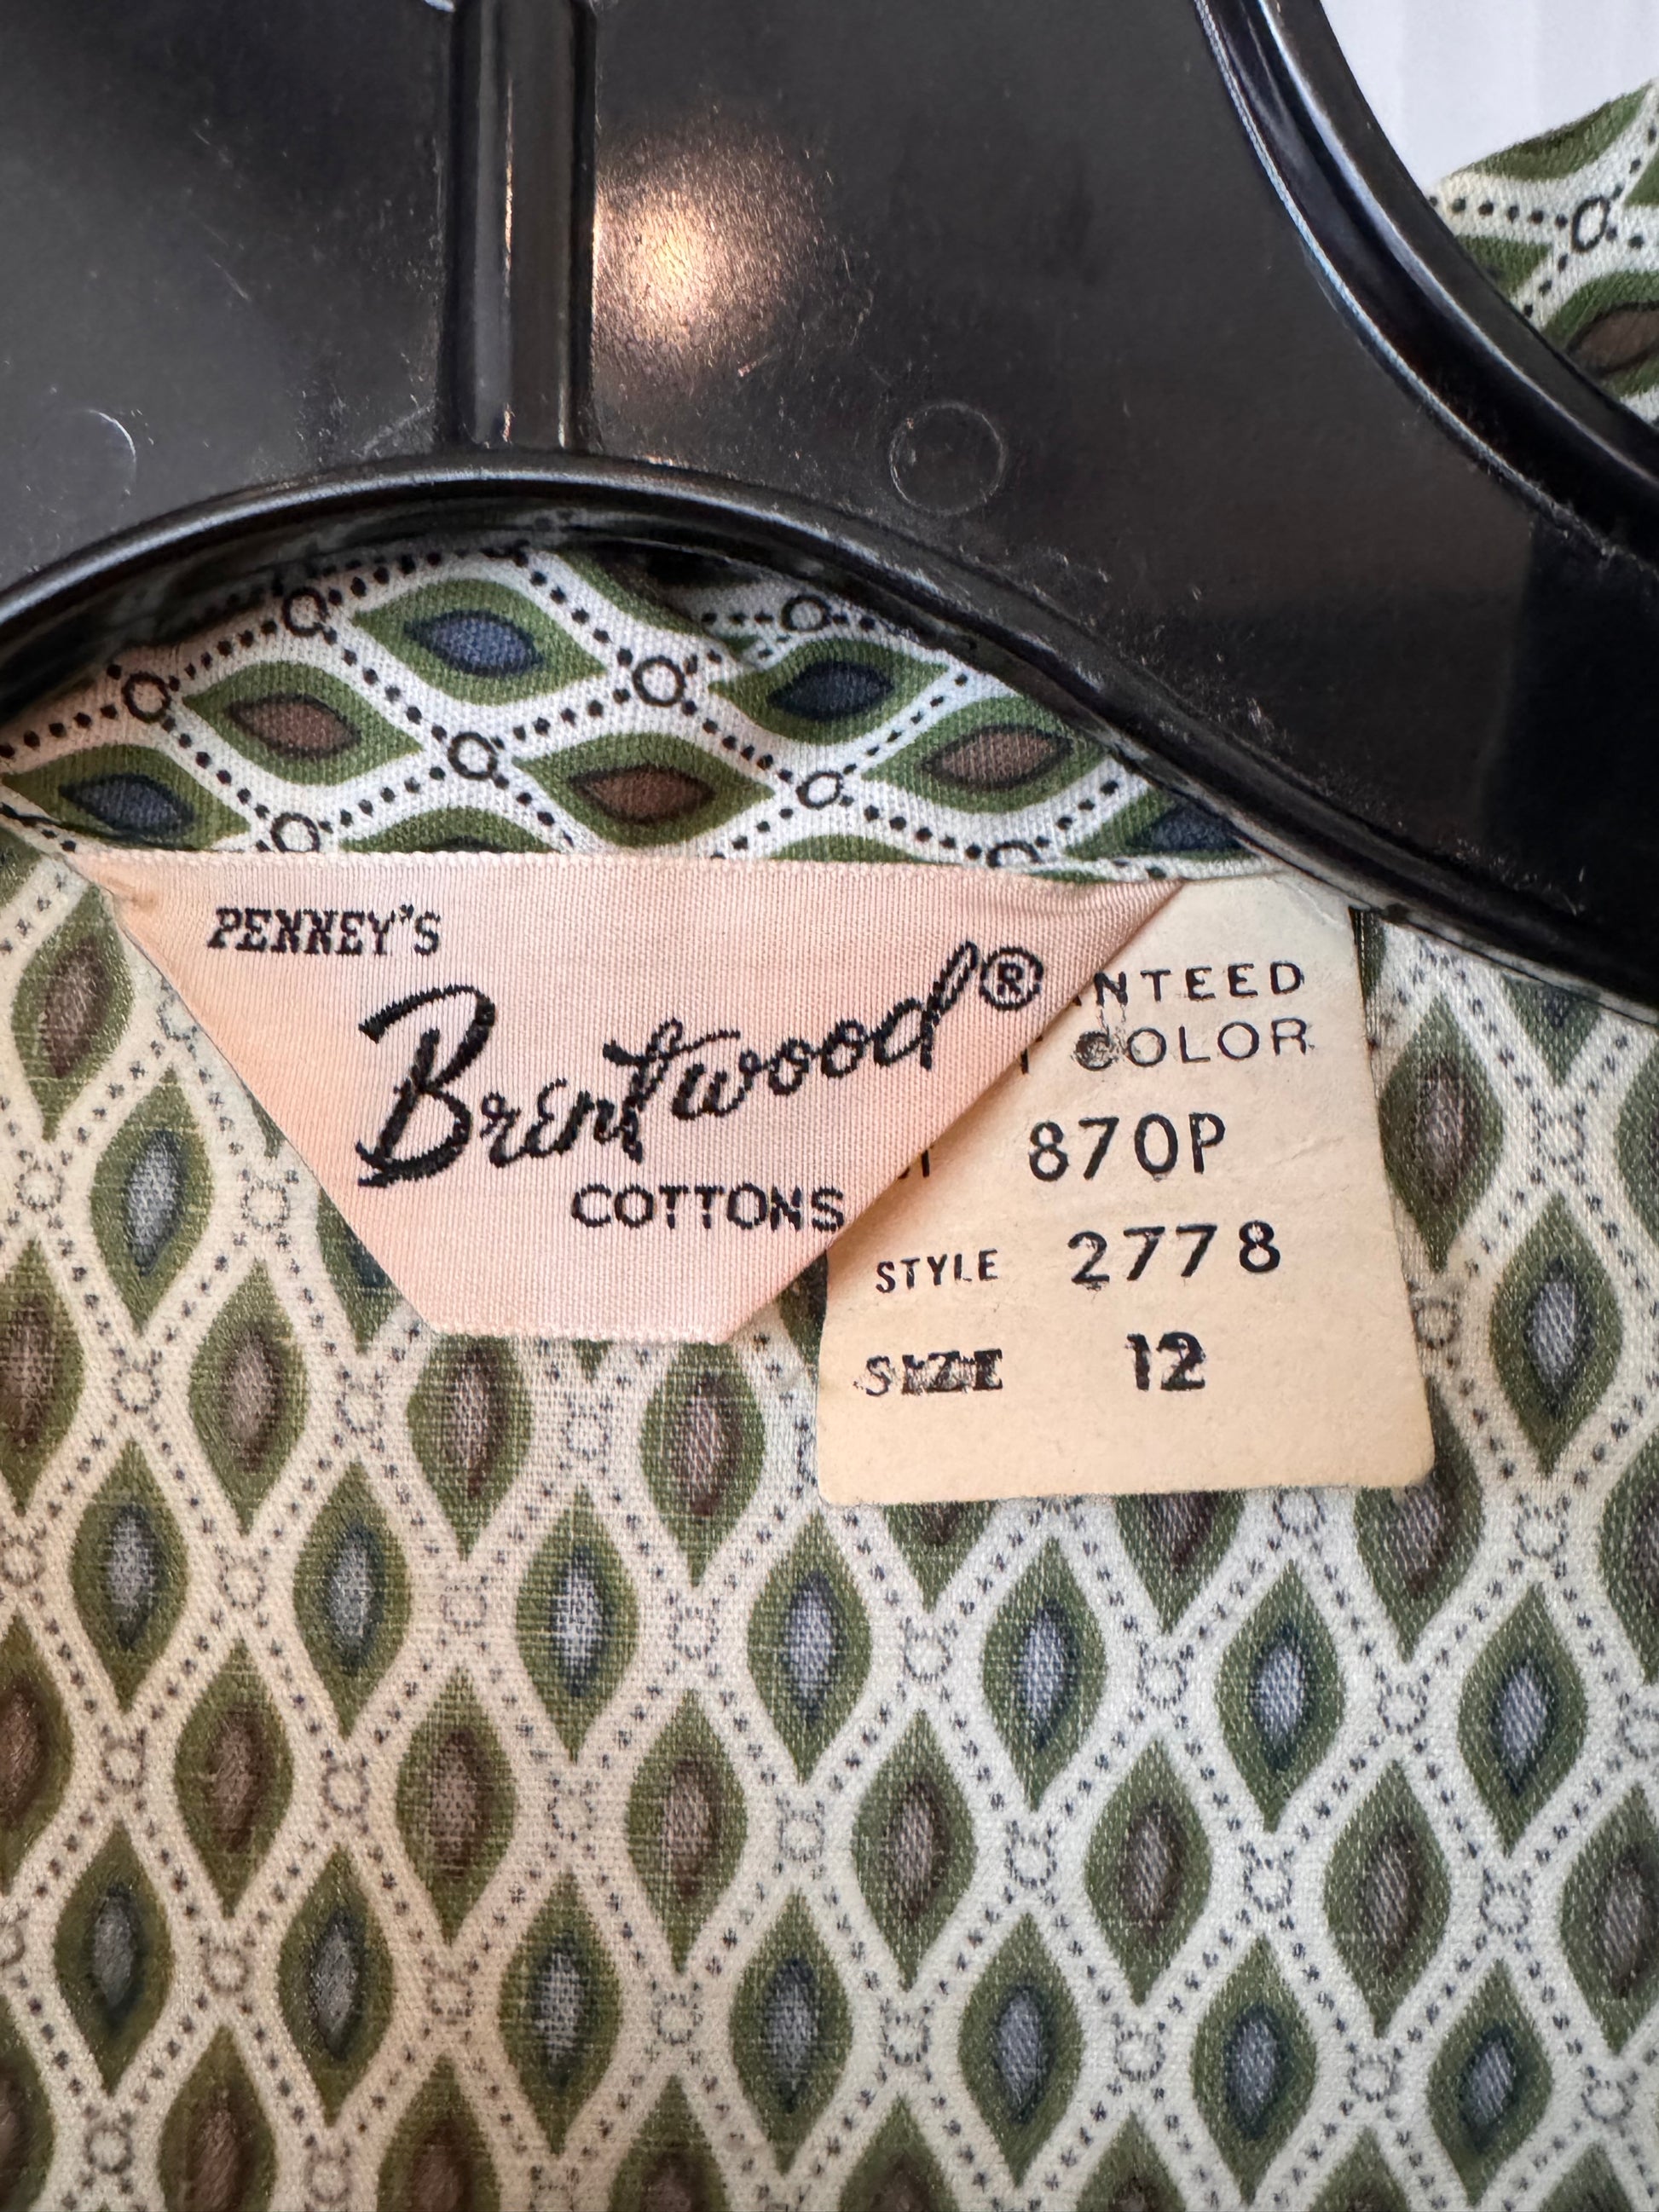 PENNEY'S
Brentwood®
COTTONS
NTEED
COLOR
870P
STYLE 2778
SIZE 12